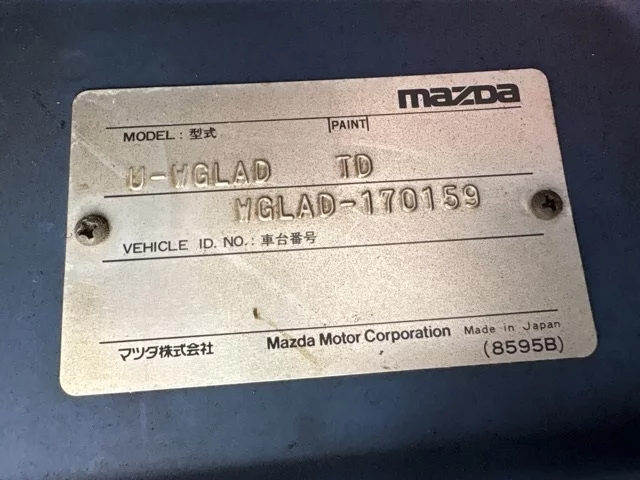 mazda
MODEL : 型式 PAINT
U-WGLAD TD
WGLAD-170159
VEHICLE ID. NO. : 車台番号
マツダ株式会社 Mazda Motor Corporation Made in Japan
(8595B)